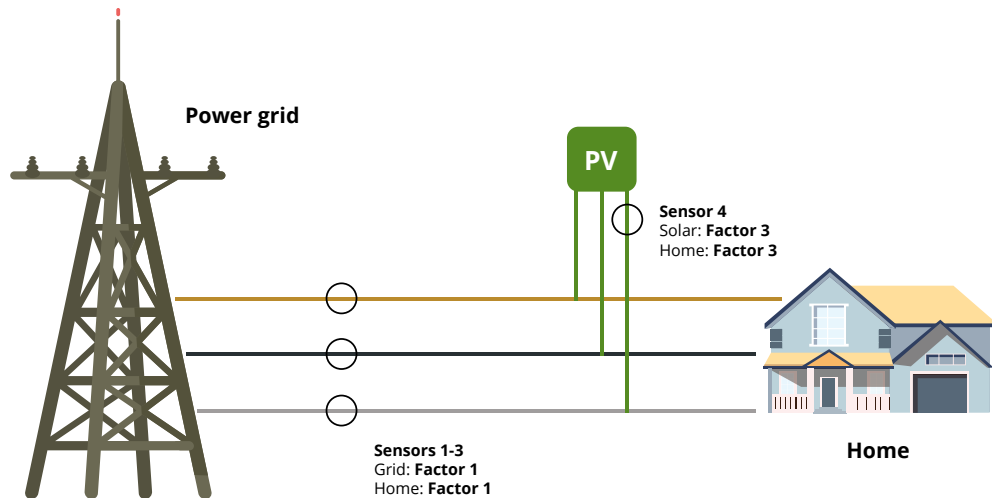 Power grid
PV
Sensor 4
Solar: Factor 3
Home: Factor 3
Sensors 1-3
Grid: Factor 1
Home: Factor 1
Home